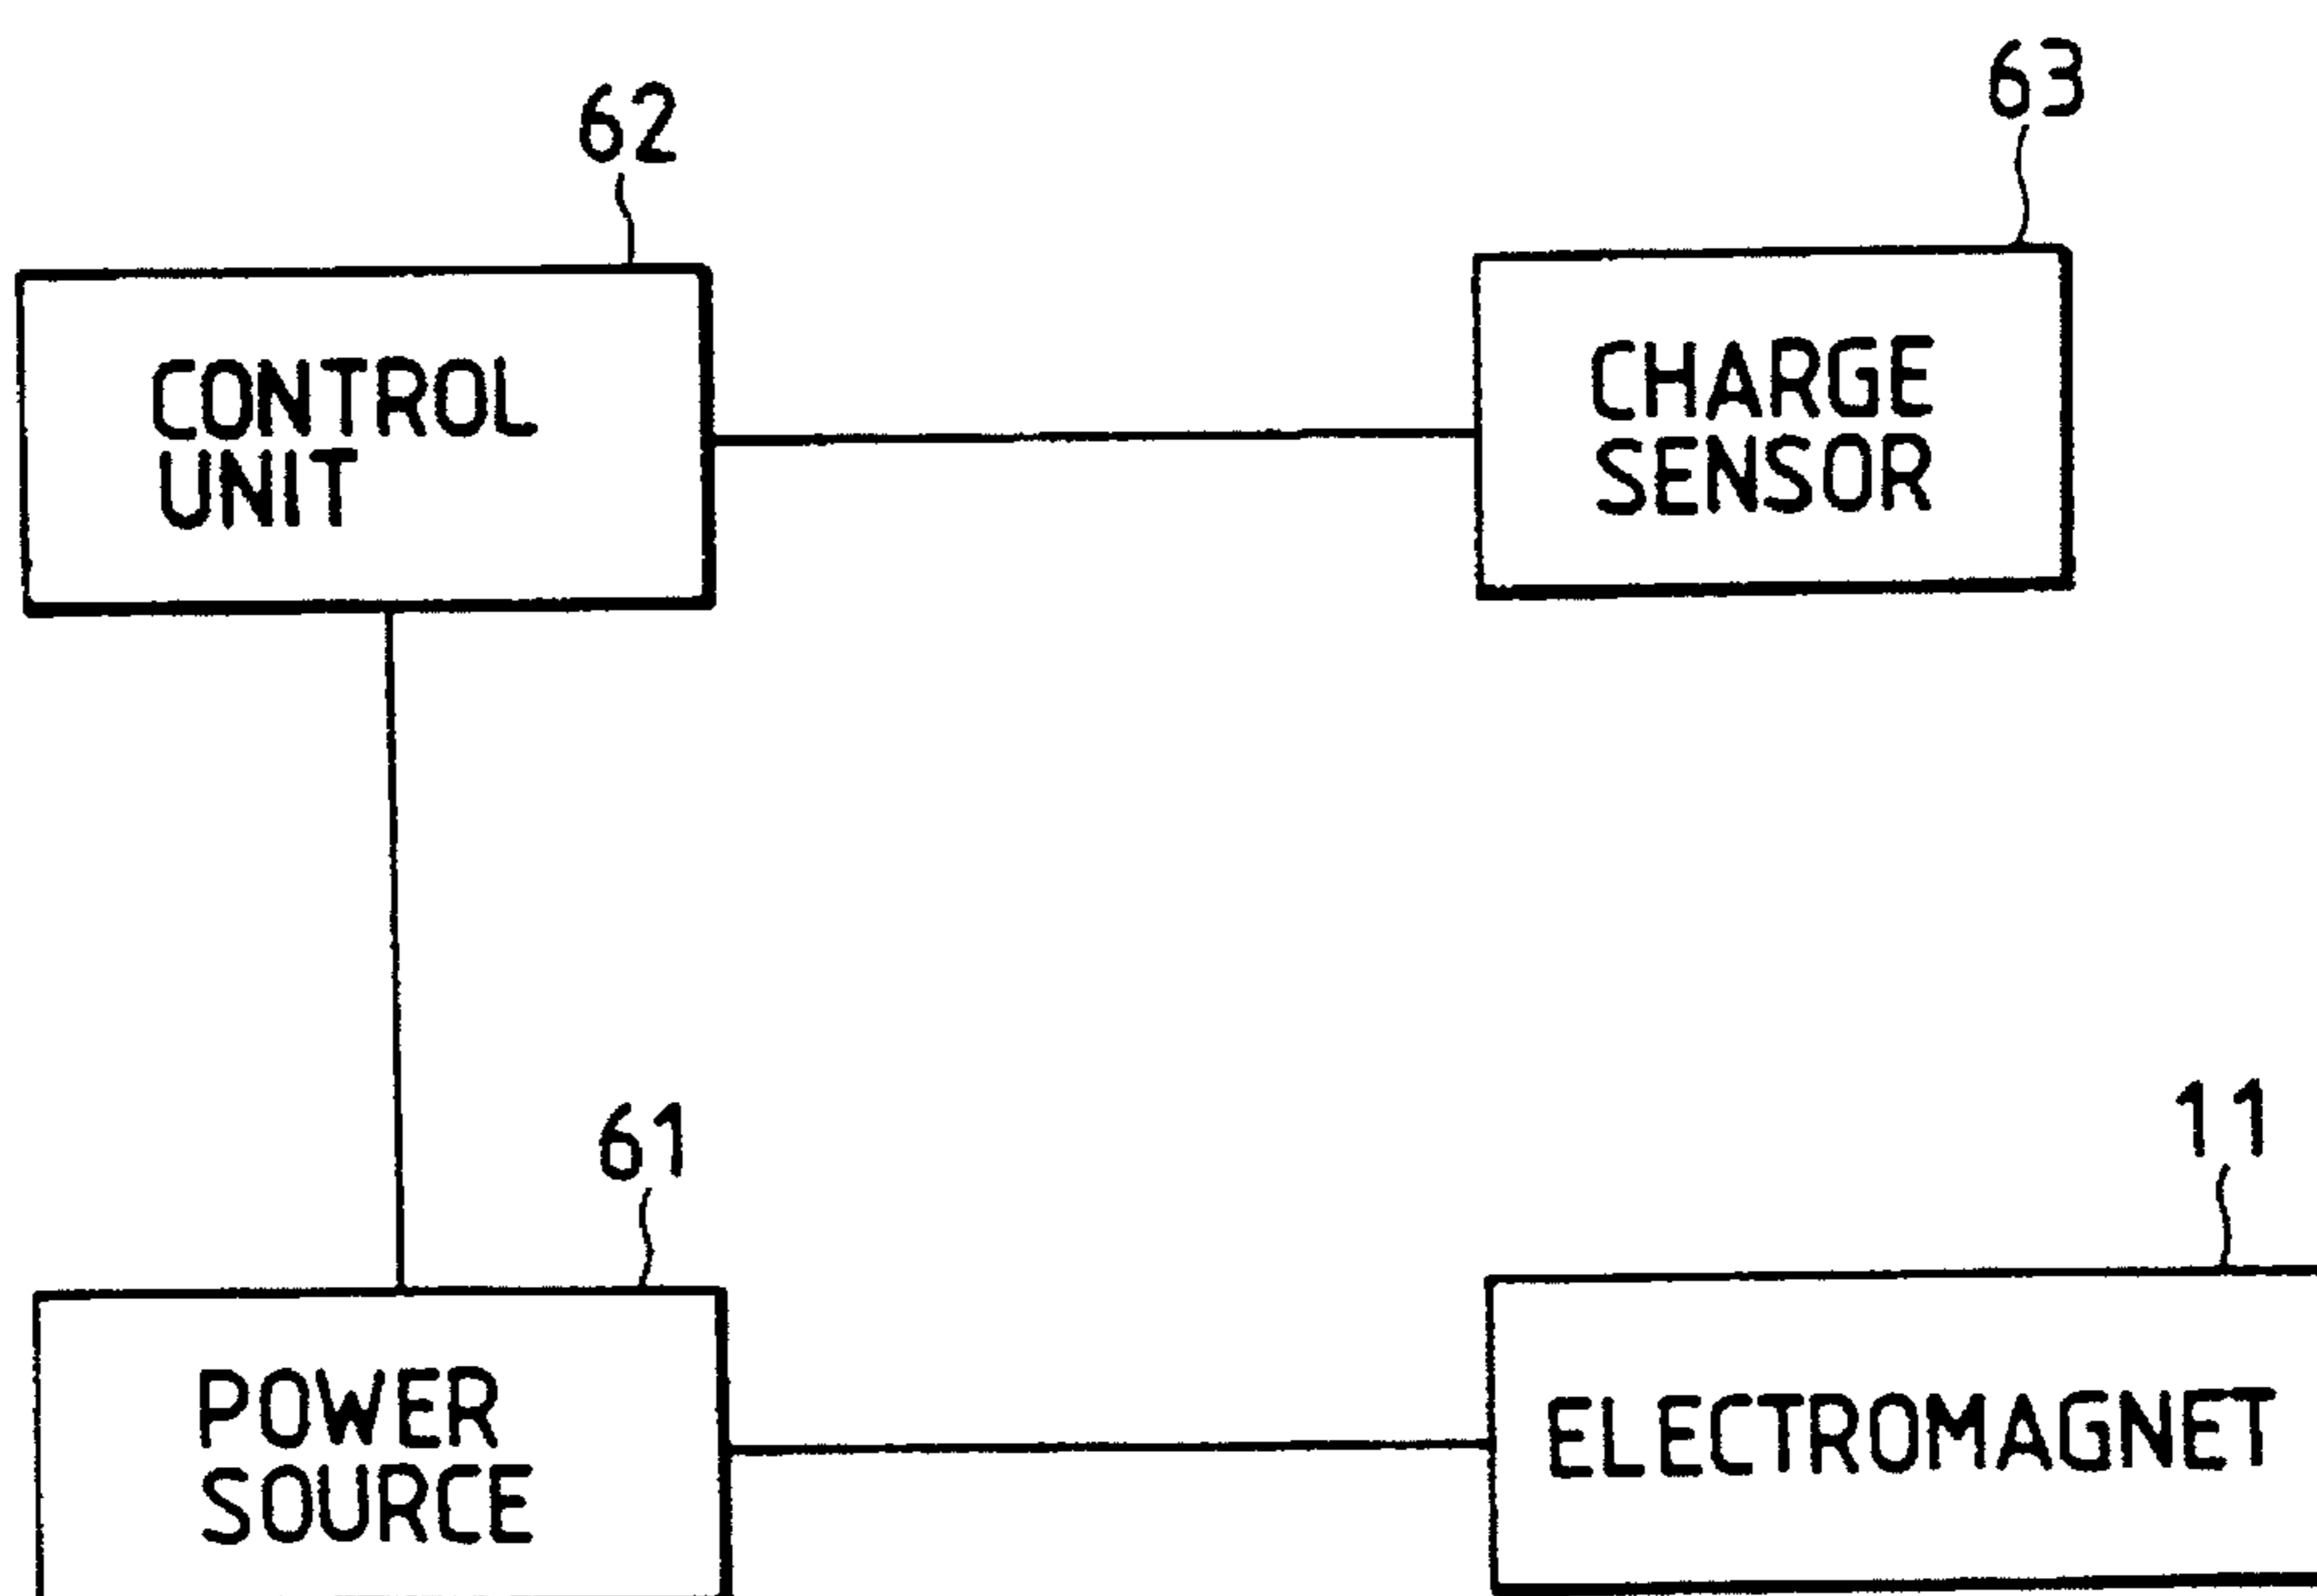 62
63
CONTROL
UNIT
CHARGE
SENSOR
61
11
POWER
SOURCE
ELECTROMAGNET